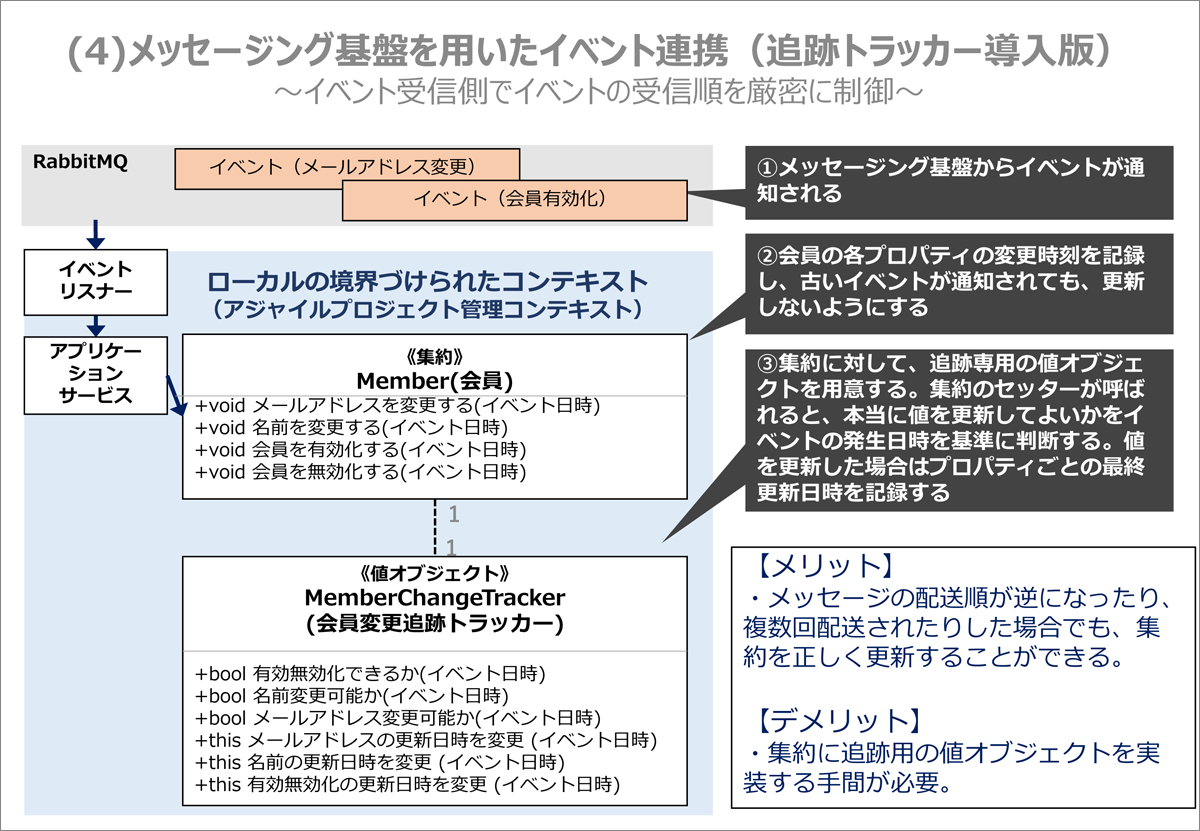 (4)メッセージング基盤を用いたイベント連携（追跡トラッカー導入版）
～イベント受信側でイベントの受信順を厳密に制御～
RabbitMQ
イベント（メールアドレス変更）
イベント（会員有効化）
イベント
リスナー
アプリケー
ション
サービス
ローカルの境界づけられたコンテキスト
（アジャイルプロジェクト管理コンテキスト）
《集約》
Member(会員)
+void メールアドレスを変更する(イベント日時)
+void 名前を変更する(イベント日時)
+void 会員を有効化する(イベント日時)
+void 会員を無効化する(イベント日時)
1
1
《値オブジェクト》
MemberChangeTracker
(会員変更追跡トラッカー)
+bool 有効無効化できるか(イベント日時)
+bool 名前変更可能か(イベント日時)
+bool メールアドレス変更可能か(イベント日時)
+this メールアドレスの更新日時を変更 (イベント日時)
+this 名前の更新日時を変更 (イベント日時)
+this 有効無効化の更新日時を変更 (イベント日時)
①メッセージング基盤からイベントが通
知される
②会員の各プロパティの変更時刻を記録
し、古いイベントが通知されても、更新
しないようにする
③集約に対して、追跡専用の値オブジェ
クトを用意する。集約のセッターが呼ば
れると、本当に値を更新してよいかをイ
ベントの発生日時を基準に判断する。値
を更新した場合はプロパティごとの最終
更新日時を記録する
【メリット】
・メッセージの配送順が逆になったり、
複数回配送されたりした場合でも、集
約を正しく更新することができる。
【デメリット】
・集約に追跡用の値オブジェクトを実
装する手間が必要。